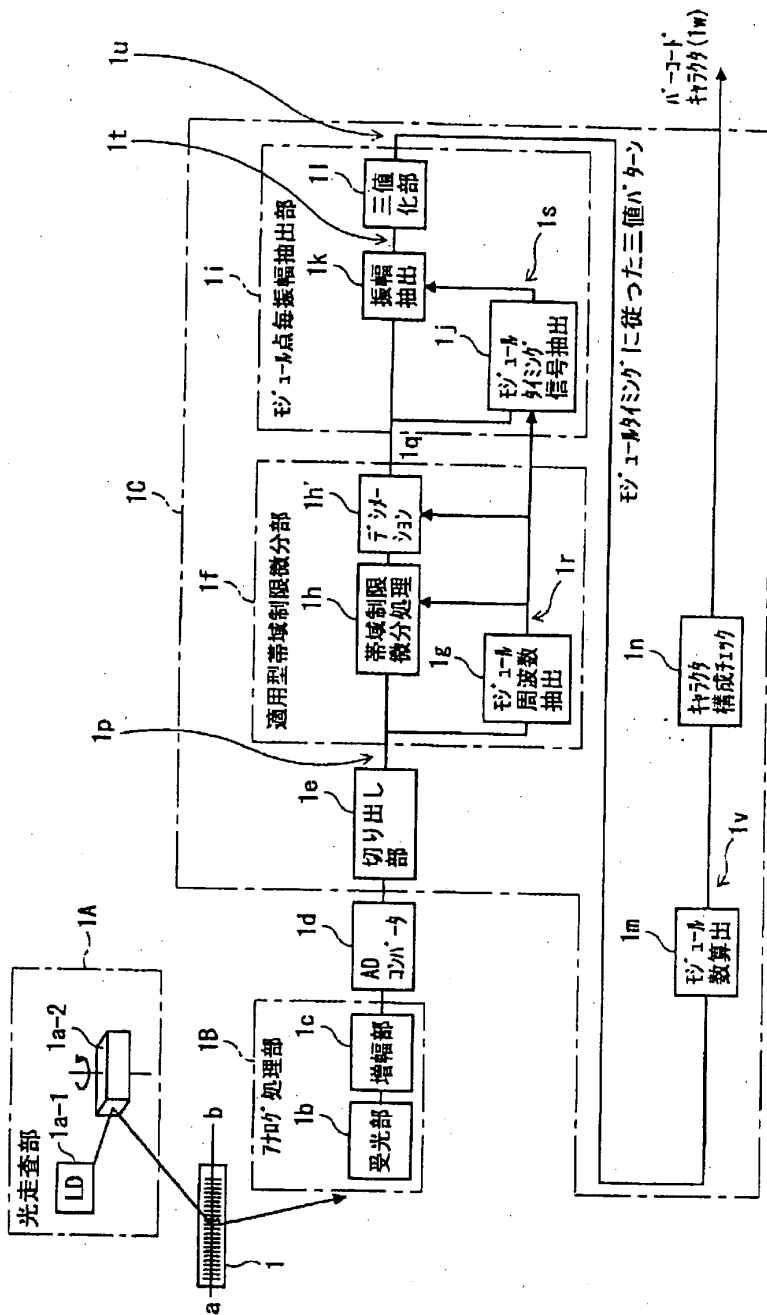 光走査部
1A
LD
1a-1
1a-2
a
b
1
アナログ処理部
1B
受光部
1b
増幅部
1c
AD
コンバータ
1d
1C
切り出し
部
1e
1p
適用型帯域制限微分部
1f
帯域制限
微分処理
1h
デシメー
ション
1h'
モジュール
周波数
抽出
1g
1r
1q
モジュール点毎振幅抽出部
1i
振幅
抽出
1k
三値
化部
1l
1t
1u
モジュール
タイミング
信号抽出
1j
1s
モジュールタイミングに従った三値パターン
モジュール
数算出
1m
1v
キャラクタ
構成チェック
1n
バーコード
キャラクタ(1w)